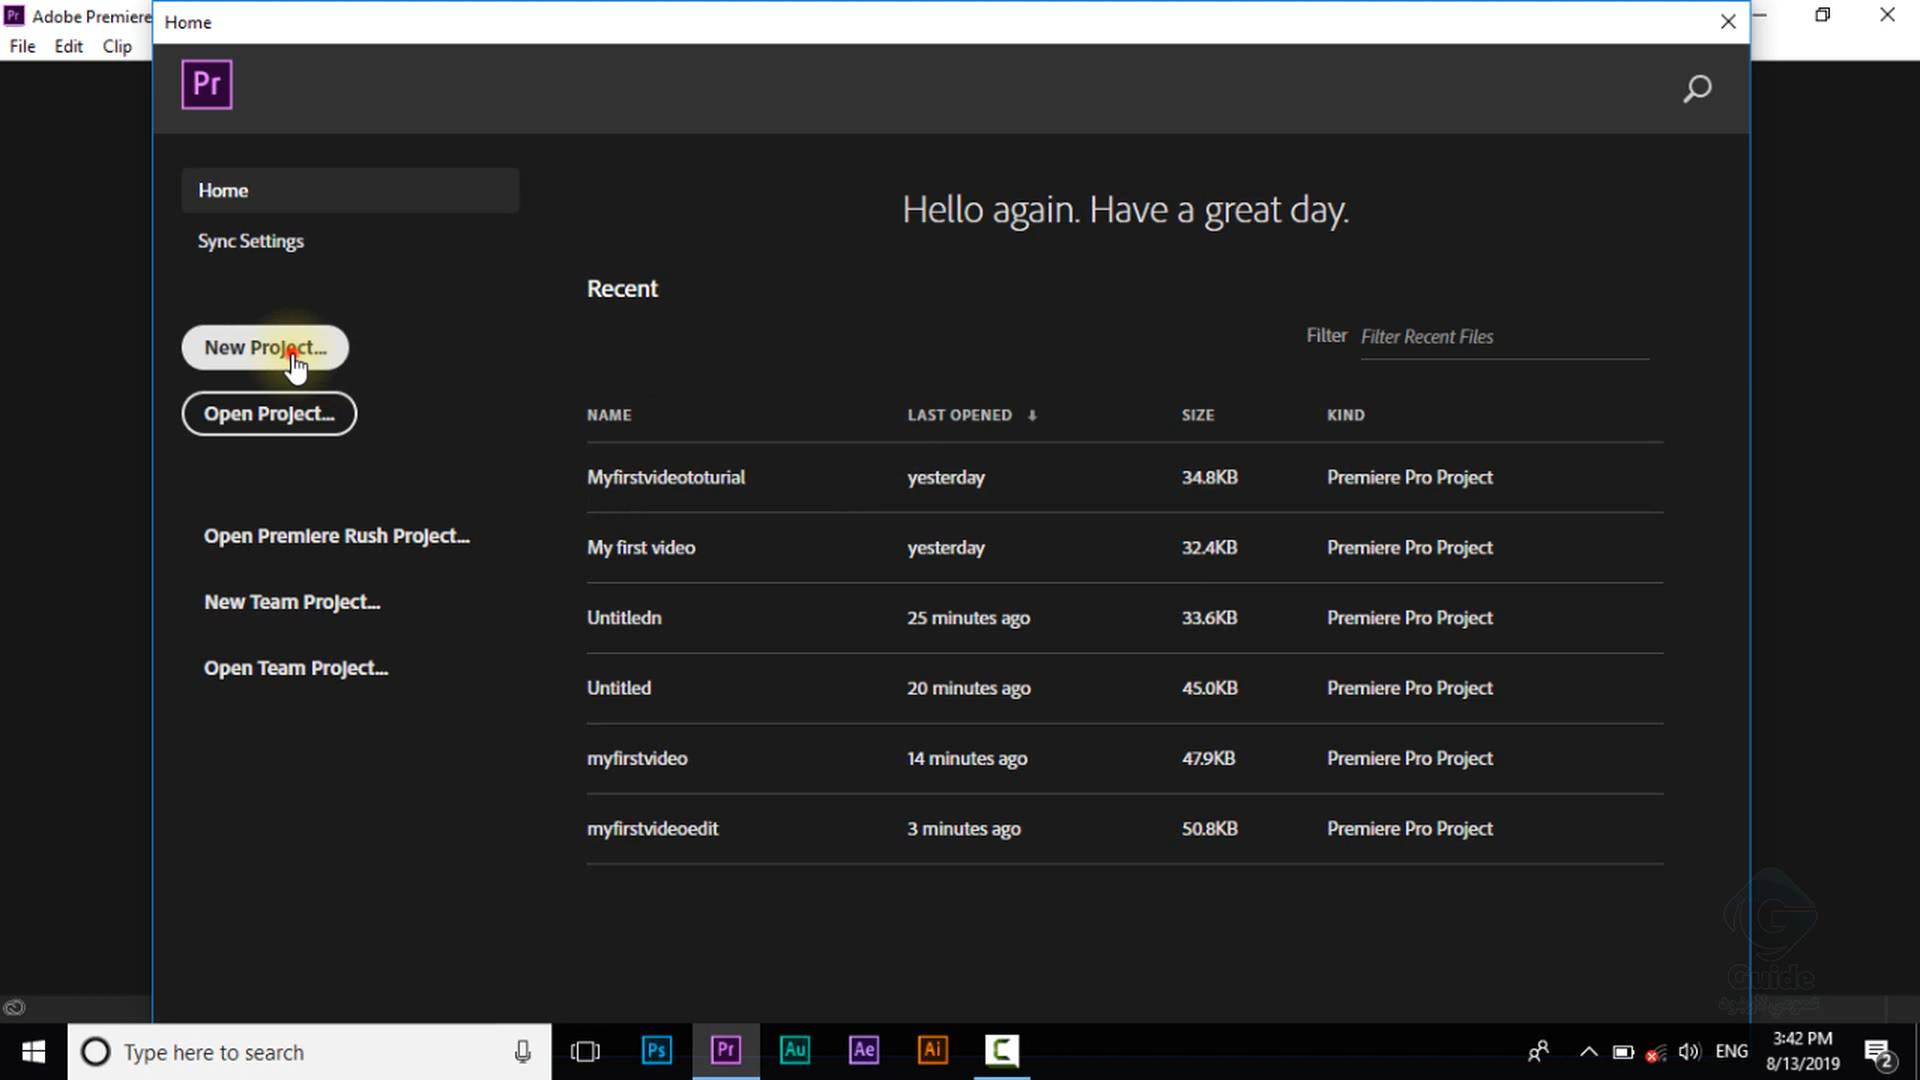 Pr Adobe Premiere
Home
File Edit Clip
Pr
Home
Sync Settings
Hello again. Have a great day.
Recent
New Project...
Filter Filter Recent Files
Open Project...
NAME LAST OPENED SIZE KIND
Myfirstvideototurial yesterday 34.8KB Premiere Pro Project
Open Premiere Rush Project...
My first video yesterday 32.4KB Premiere Pro Project
New Team Project...
Untitledn 25 minutes ago 33.6KB Premiere Pro Project
Open Team Project...
Untitled 20 minutes ago 45.0KB Premiere Pro Project
myfirstvideo 14 minutes ago 47.9KB Premiere Pro Project
myfirstvideoedit 3 minutes ago 50.8KB Premiere Pro Project
Guide
Type here to search
Ps Pr Au Ae Ai C
ENG
3:42 PM
8/13/2019
2